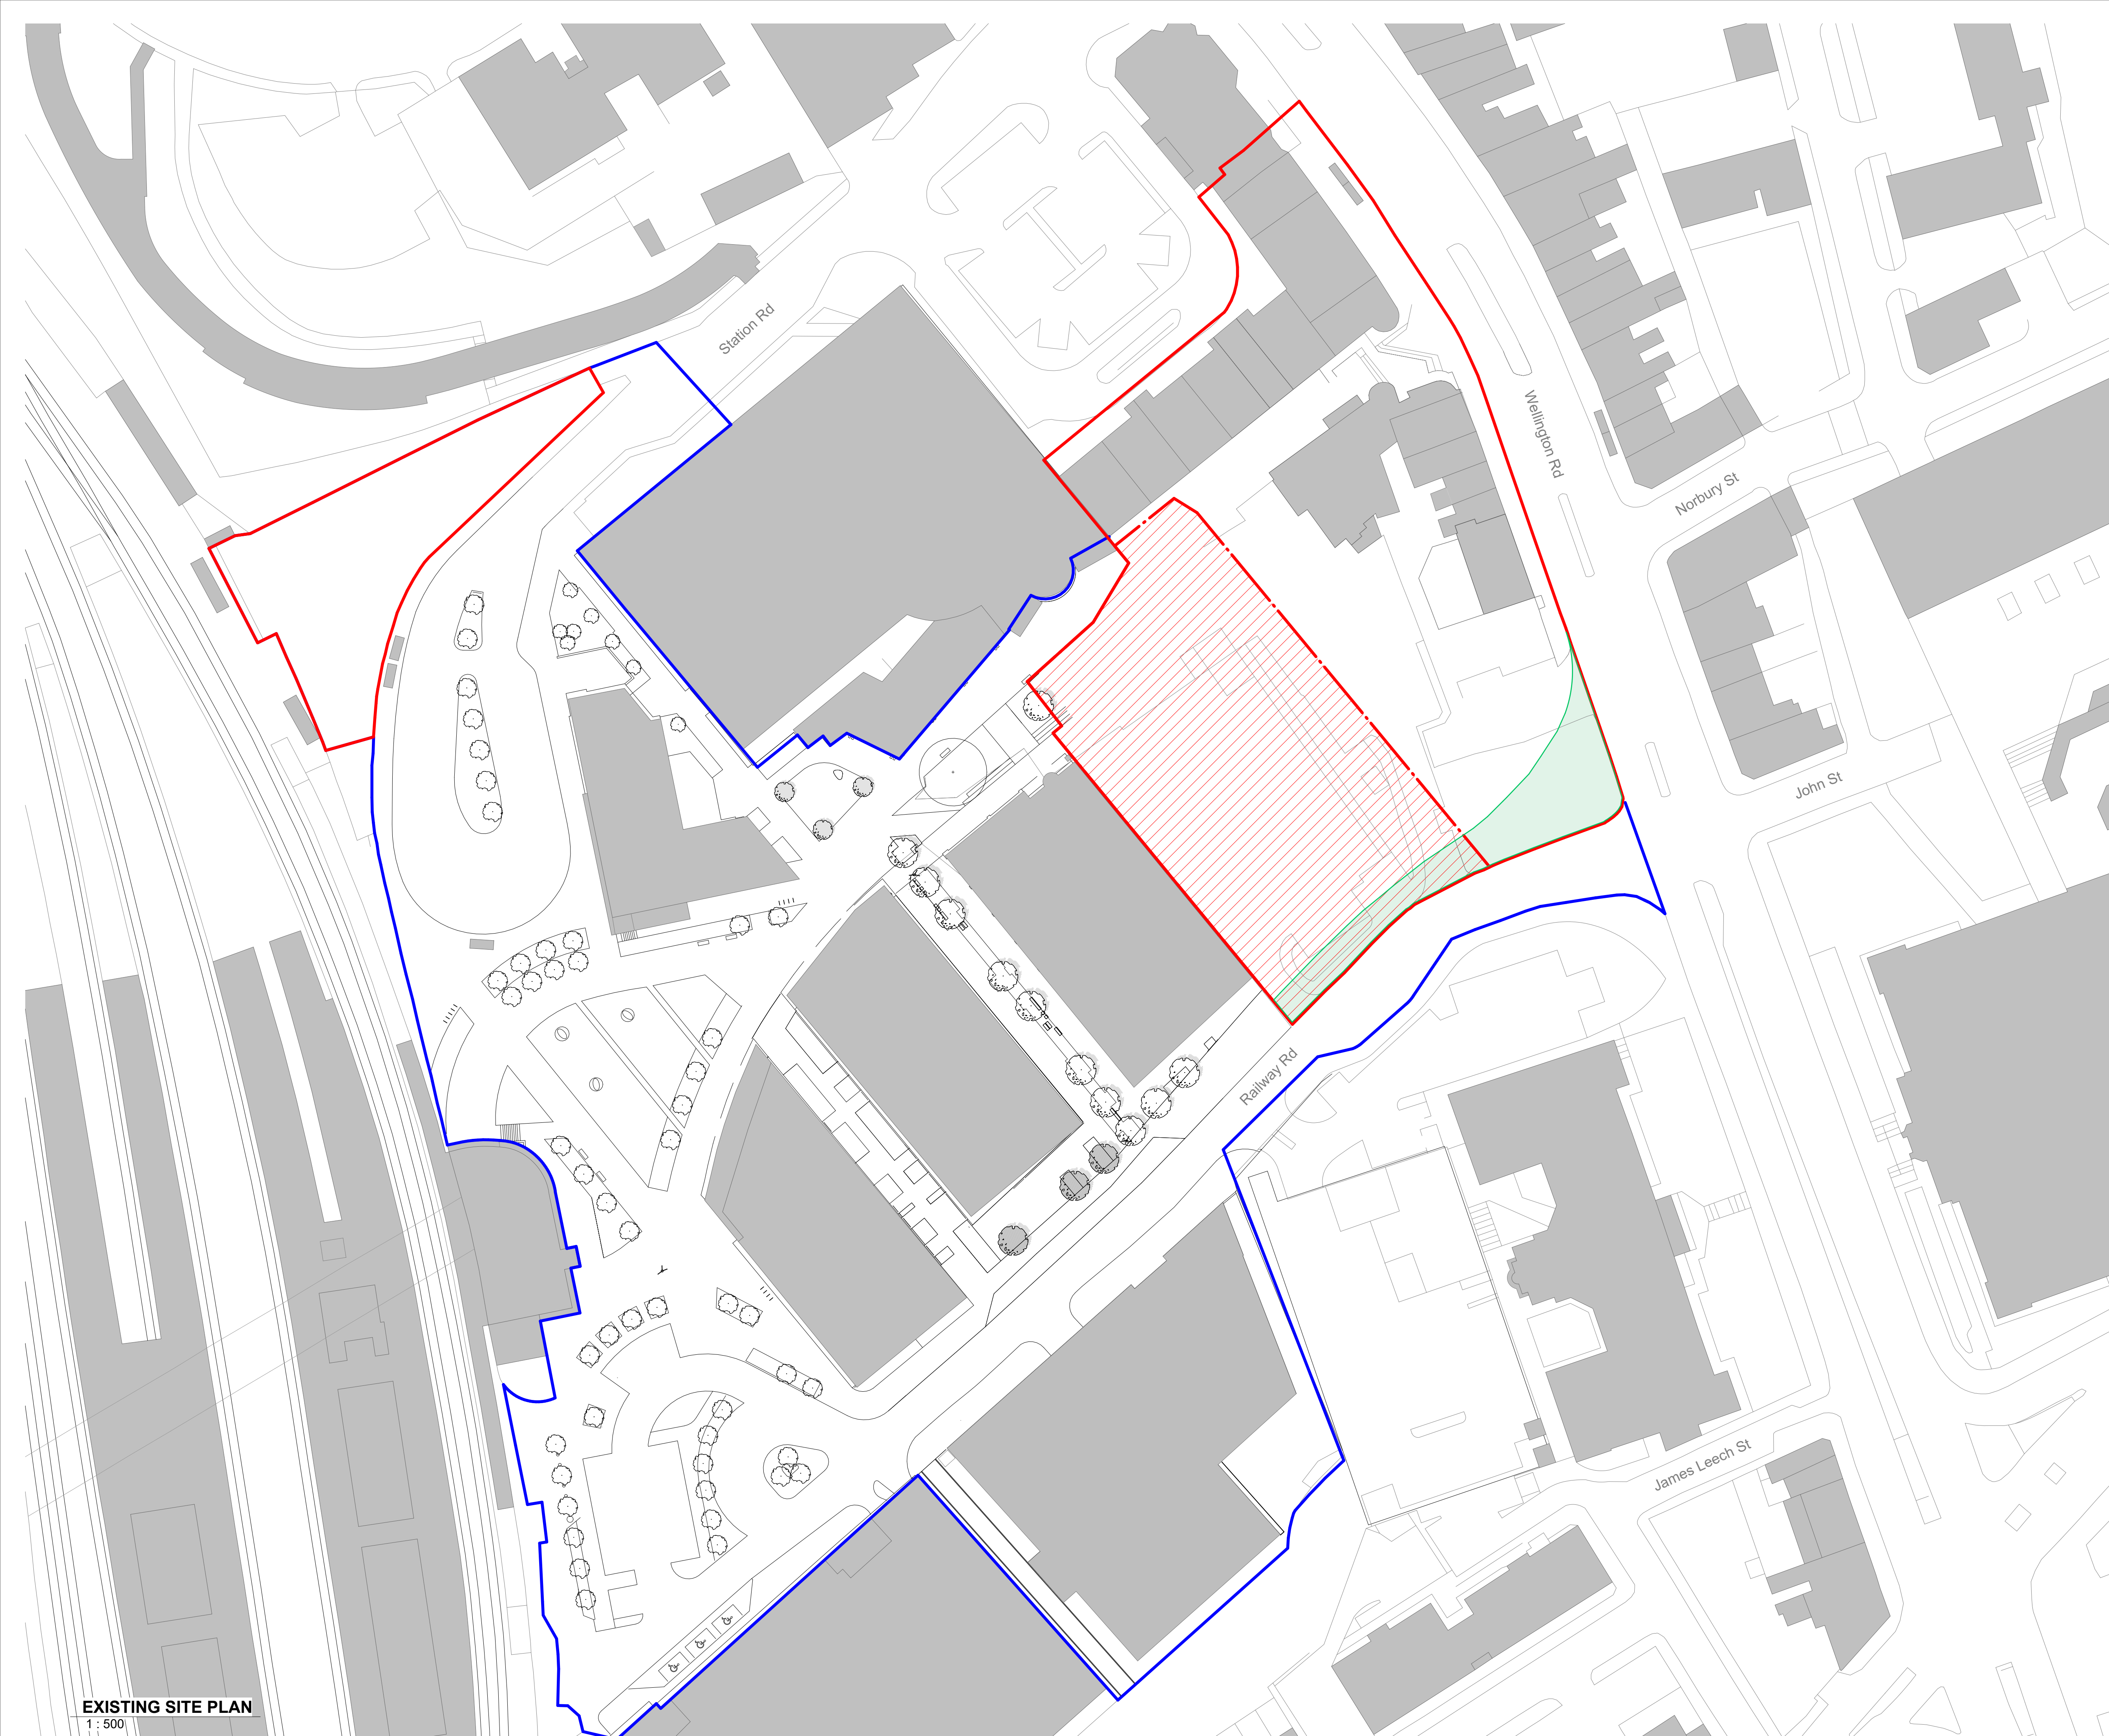 Station Rd
Wellington Rd
Norbury St
John St
Railway Rd
James Leech St
EXISTING SITE PLAN
1 : 500